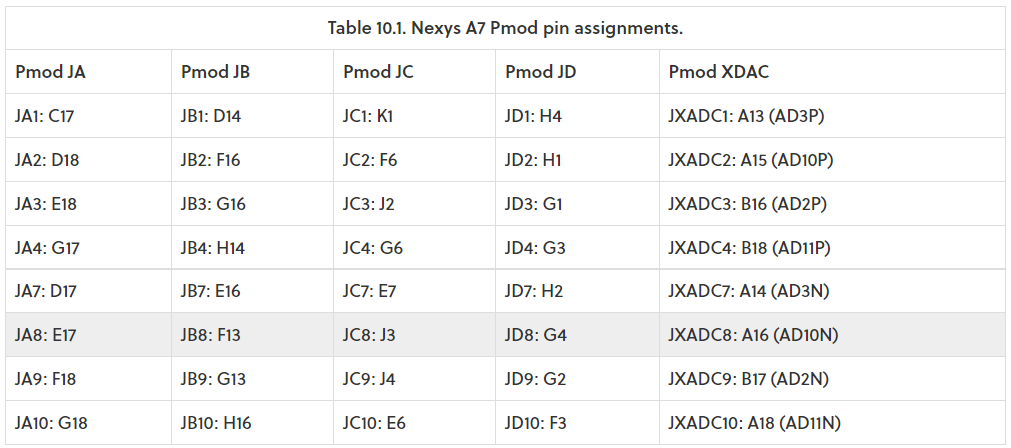 Table 10.1. Nexys A7 Pmod pin assignments.
Pmod JA Pmod JB Pmod JC Pmod JD Pmod XDAC
JA1: C17 JB1: D14 JC1: K1 JD1: H4 JXADC1: A13 (AD3P)
JA2: D18 JB2: F16 JC2: F6 JD2: H1 JXADC2: A15 (AD10P)
JA3: E18 JB3: G16 JC3: J2 JD3: G1 JXADC3: B16 (AD2P)
JA4: G17 JB4: H14 JC4: G6 JD4: G3 JXADC4: B18 (AD11P)
JA7: D17 JB7: E16 JC7: E7 JD7: H2 JXADC7: A14 (AD3N)
JA8: E17 JB8: F13 JC8: J3 JD8: G4 JXADC8: A16 (AD10N)
JA9: F18 JB9: G13 JC9: J4 JD9: G2 JXADC9: B17 (AD2N)
JA10: G18 JB10: H16 JC10: E6 JD10: F3 JXADC10: A18 (AD11N)